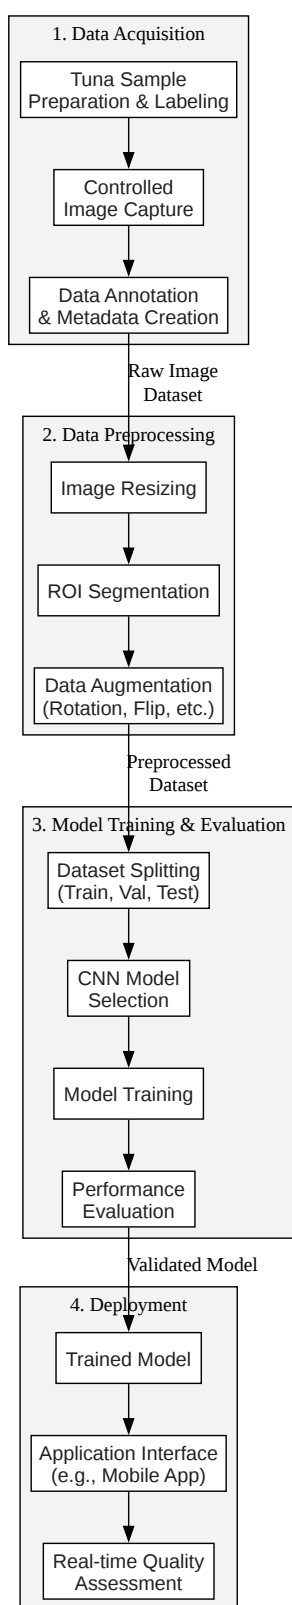 1. Data Acquisition
Tuna Sample
Preparation & Labeling
Controlled
Image Capture
Data Annotation
& Metadata Creation
Raw Image
Dataset
2. Data Preprocessing
Image Resizing
ROI Segmentation
Data Augmentation
(Rotation, Flip, etc.)
Preprocessed
Dataset
3. Model Training & Evaluation
Dataset Splitting
(Train, Val, Test)
CNN Model
Selection
Model Training
Performance
Evaluation
Validated Model
4. Deployment
Trained Model
Application Interface
(e.g., Mobile App)
Real-time Quality
Assessment